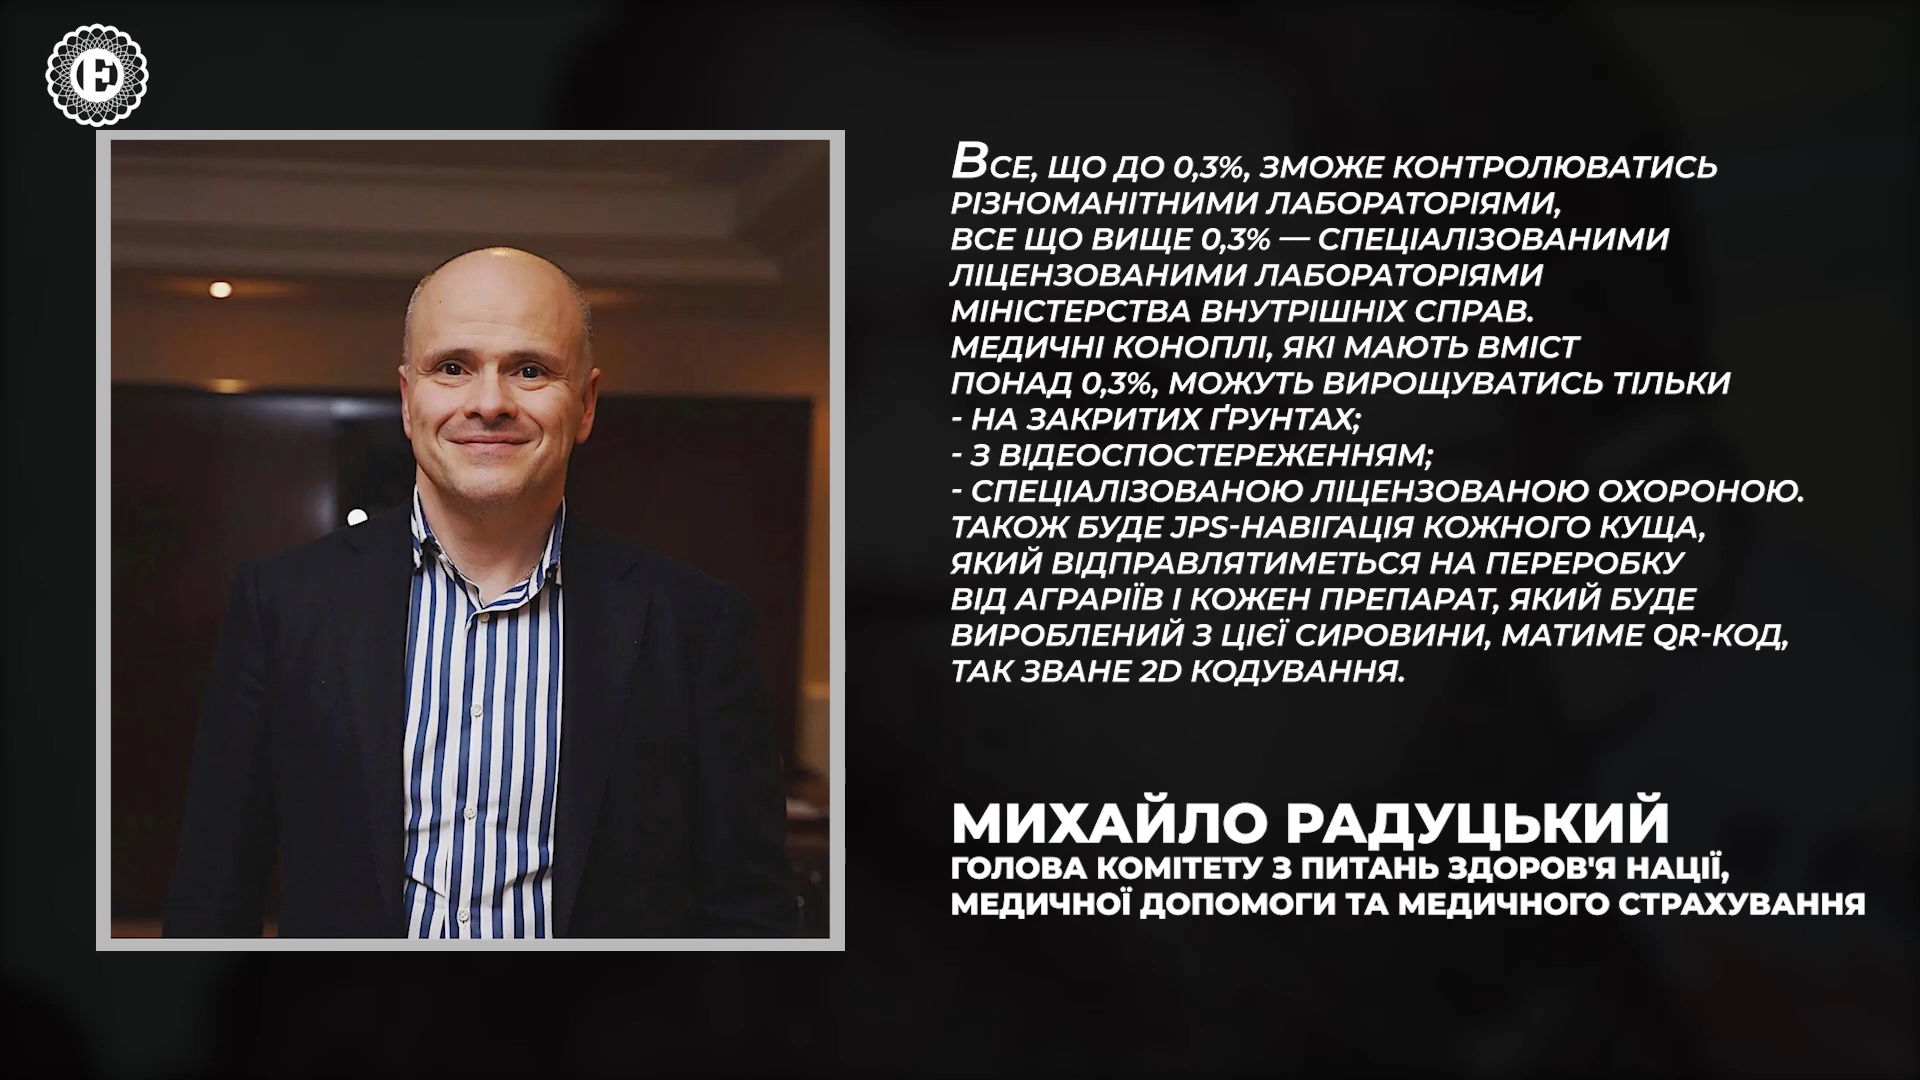 E
ВСЕ, ЩО ДО 0,3%, ЗМОЖЕ КОНТРОЛЮВАТИСЬ
РІЗНОМАНІТНИМИ ЛАБОРАТОРІЯМИ,
ВСЕ ЩО ВИЩЕ 0,3% — СПЕЦІАЛІЗОВАНИМИ
ЛІЦЕНЗОВАНИМИ ЛАБОРАТОРІЯМИ
МІНІСТЕРСТВА ВНУТРІШНІХ СПРАВ.
МЕДИЧНІ КОНОПЛІ, ЯКІ МАЮТЬ ВМІСТ
ПОНАД 0,3%, МОЖУТЬ ВИРОЩУВАТИСЬ ТІЛЬКИ
- НА ЗАКРИТИХ ҐРУНТАХ;
- З ВІДЕОСПОСТЕРЕЖЕННЯМ;
- СПЕЦІАЛІЗОВАНОЮ ЛІЦЕНЗОВАНОЮ ОХОРОНОЮ.
ТАКОЖ БУДЕ JPS-НАВІГАЦІЯ КОЖНОГО КУЩА,
ЯКИЙ ВІДПРАВЛЯТИМЕТЬСЯ НА ПЕРЕРОБКУ
ВІД АГРАРІЇВ І КОЖЕН ПРЕПАРАТ, ЯКИЙ БУДЕ
ВИРОБЛЕНИЙ З ЦІЄЇ СИРОВИНИ, МАТИМЕ QR-КОД,
ТАК ЗВАНЕ 2D КОДУВАННЯ.
МИХАЙЛО РАДУЦЬКИЙ
ГОЛОВА КОМІТЕТУ З ПИТАНЬ ЗДОРОВ'Я НАЦІЇ,
МЕДИЧНОЇ ДОПОМОГИ ТА МЕДИЧНОГО СТРАХУВАННЯ